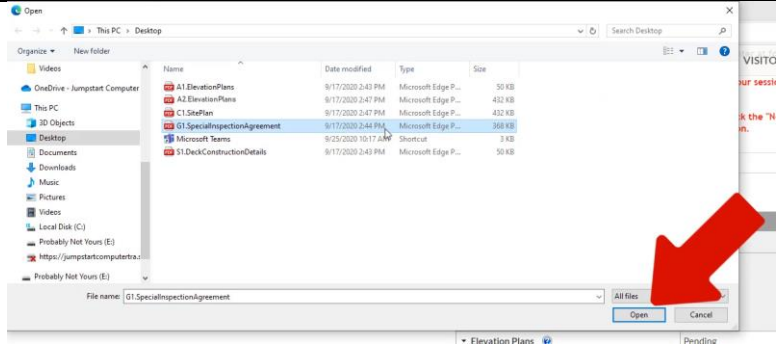 Open
This PC > Desktop
Search Desktop
Organize
New folder
VISITO
Videos
Name
Date modified
Type
Size
ur sessi
OneDrive - Jumpstart Computer
A1.ElevationPlans
9/17/2020 2:43 PM
Microsoft Edge P...
50 KB
A2.ElevationPlans
9/17/2020 2:47 PM
Microsoft Edge P...
432 KB
This PC
C1.SitePlan
9/17/2020 2:47 PM
Microsoft Edge P...
432 KB
k the "N
3D Objects
G1.SpecialInspectionAgreement
9/17/2020 2:44 PM
Microsoft Edge P...
368 KB
n.
Desktop
Microsoft Teams
9/25/2020 10:17 AM
Shortcut
3 KB
Documents
S1.DeckConstructionDetails
9/17/2020 2:43 PM
Microsoft Edge P...
50 KB
Downloads
Music
Pictures
Videos
Local Disk (C:)
Probably Not Yours (E:)
https://jumpstartcomputertra.
Probably Not Yours (E:)
File name:
G1.SpecialInspectionAgreement
All files
Open
Cancel
Elevation Plans
Pending